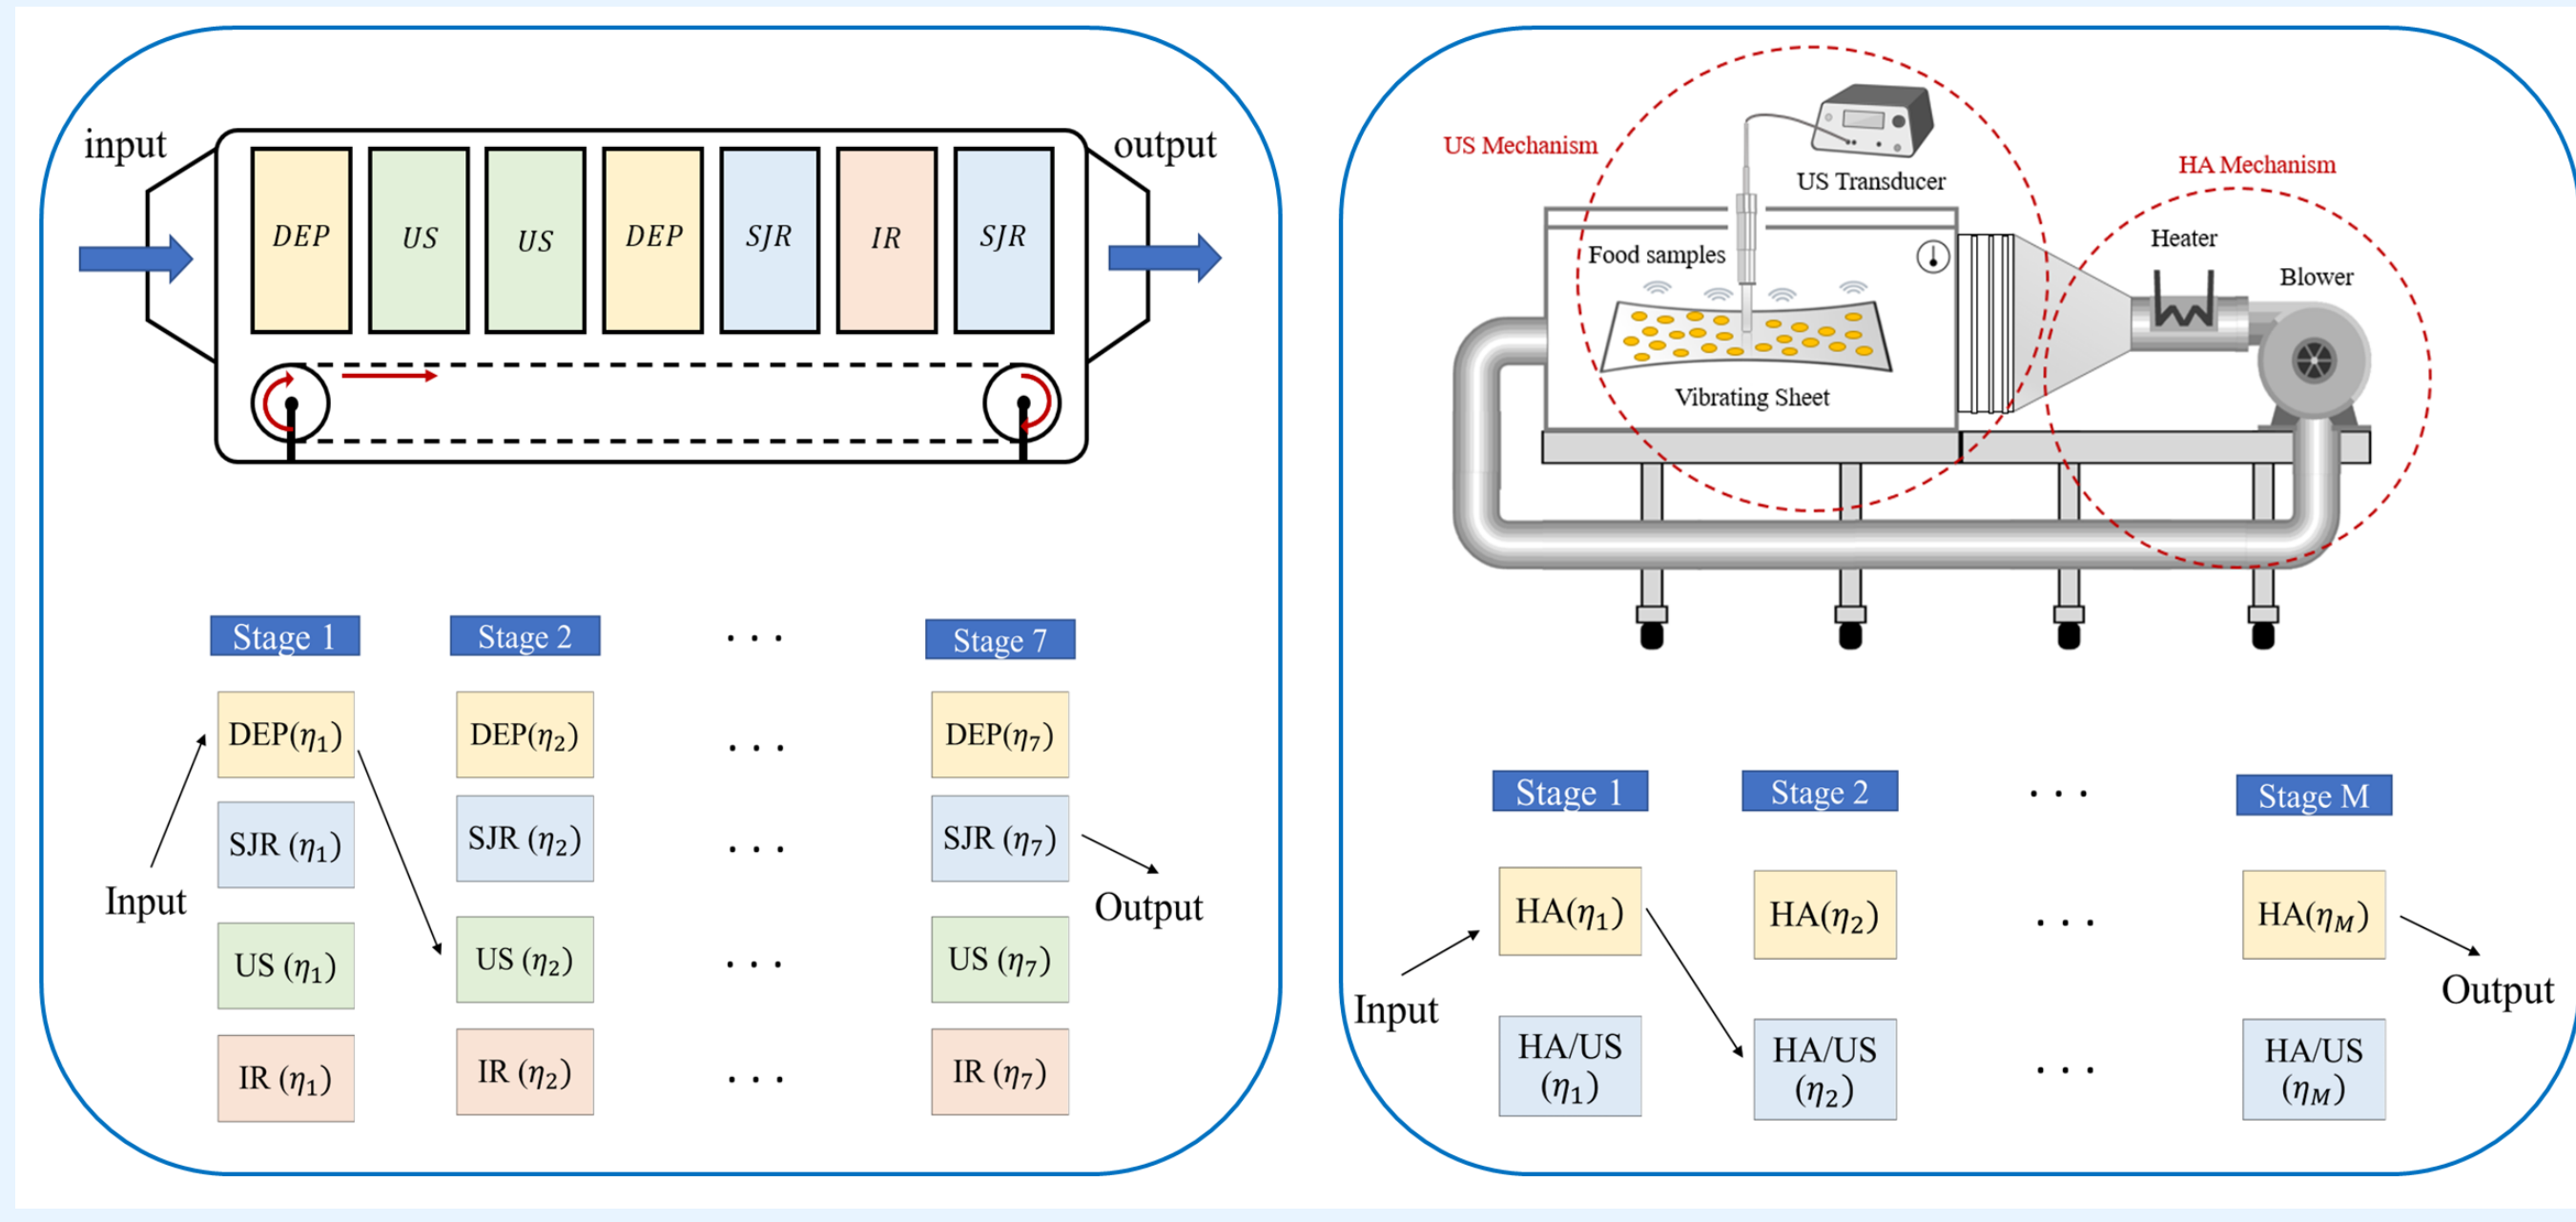 input
output
DEP
US
US
DEP
SJR
IR
SJR
Stage 1
Stage 2
. . .
Stage 7
DEP(η₁)
DEP(η₂)
. . .
DEP(η₇)
SJR (η₁)
SJR (η₂)
. . .
SJR (η₇)
Input
Output
US (η₁)
US (η₂)
. . .
US (η₇)
IR (η₁)
IR (η₂)
. . .
IR (η₇)
US Mechanism
US Transducer
HA Mechanism
Food samples
Heater
Blower
Vibrating Sheet
Stage 1
Stage 2
. . .
Stage M
HA(η₁)
HA(η₂)
. . .
HA(η_M)
Input
Output
HA/US
(η₁)
HA/US
(η₂)
. . .
HA/US
(η_M)